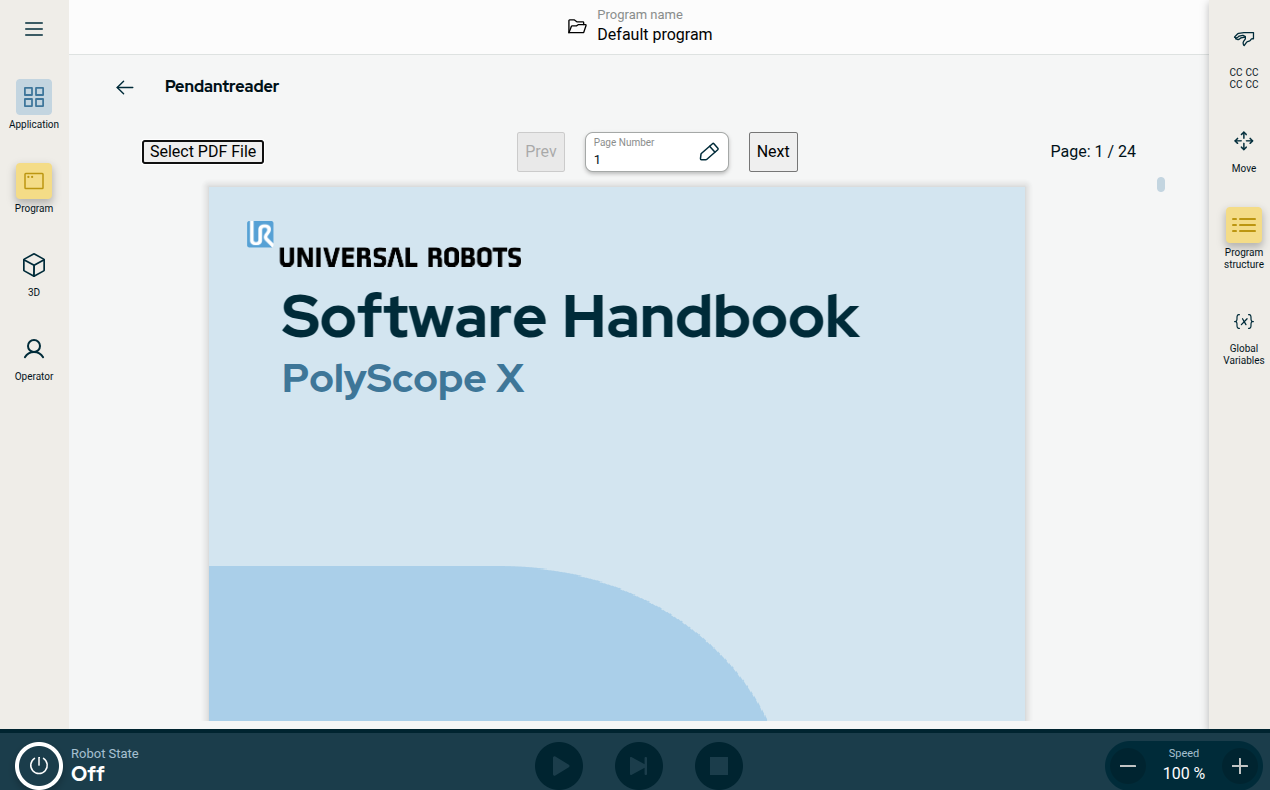 Program name
Default program
Pendantreader
Select PDF File
Prev
Page Number
1
Next
Page: 1 / 24
UR
UNIVERSAL ROBOTS
Software Handbook
PolyScope X
Application
Program
3D
Operator
CC CC
CC CC
Move
Program
structure
{x}
Global
Variables
Robot State
Off
Speed
100 %